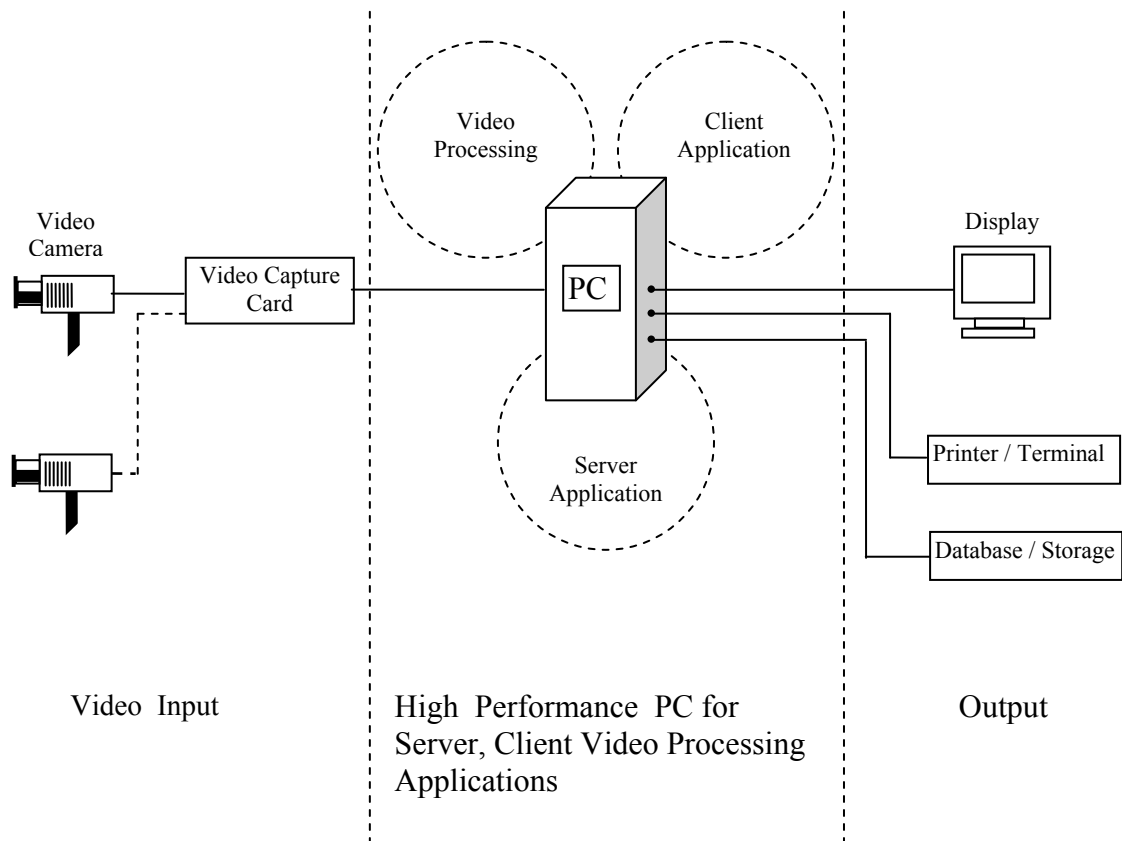 Video
Processing
Client
Application
Video
Camera
Display
Video Capture
Card
PC
Printer / Terminal
Server
Application
Database / Storage
Video Input
High Performance PC for
Server, Client Video Processing
Applications
Output